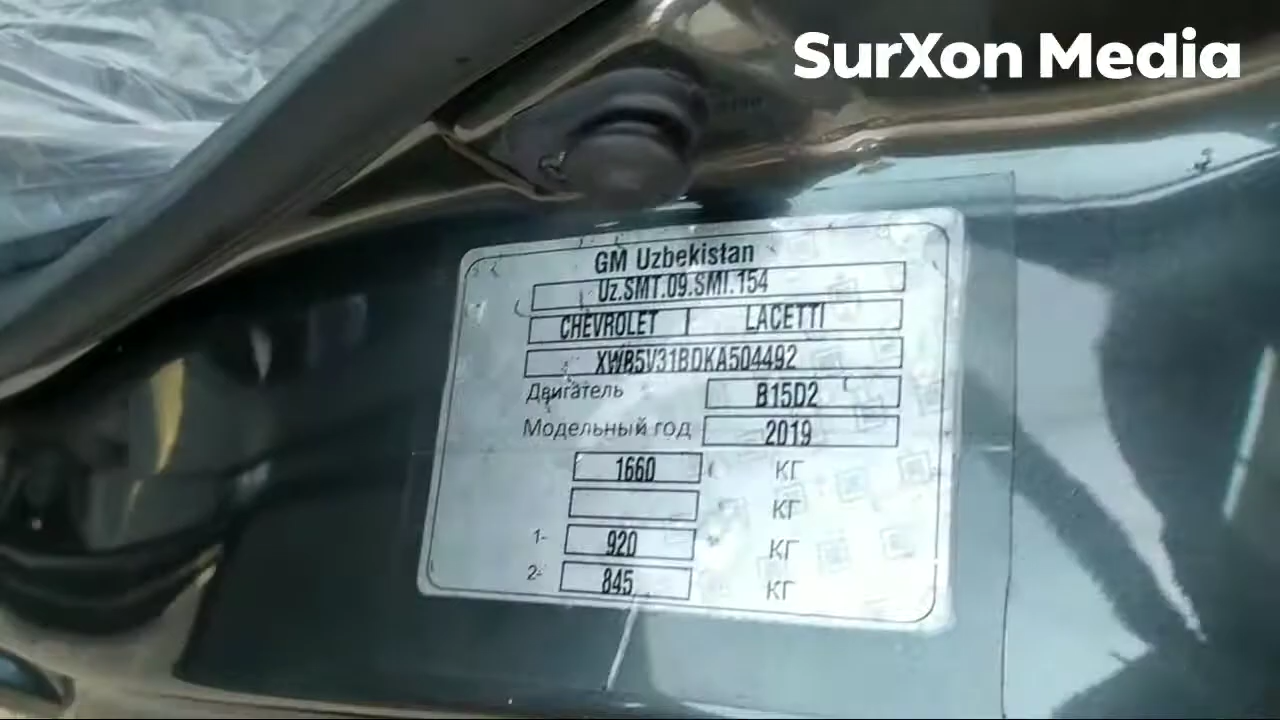 SurXon Media
GM Uzbekistan
Uz.SMT.09.SMI.154
CHEVROLET LACETTI
XWB5V31BDKA504492
Двигатель B15D2
Модельный год 2019
1660 КГ
КГ
1- 920 КГ
2- 845 КГ